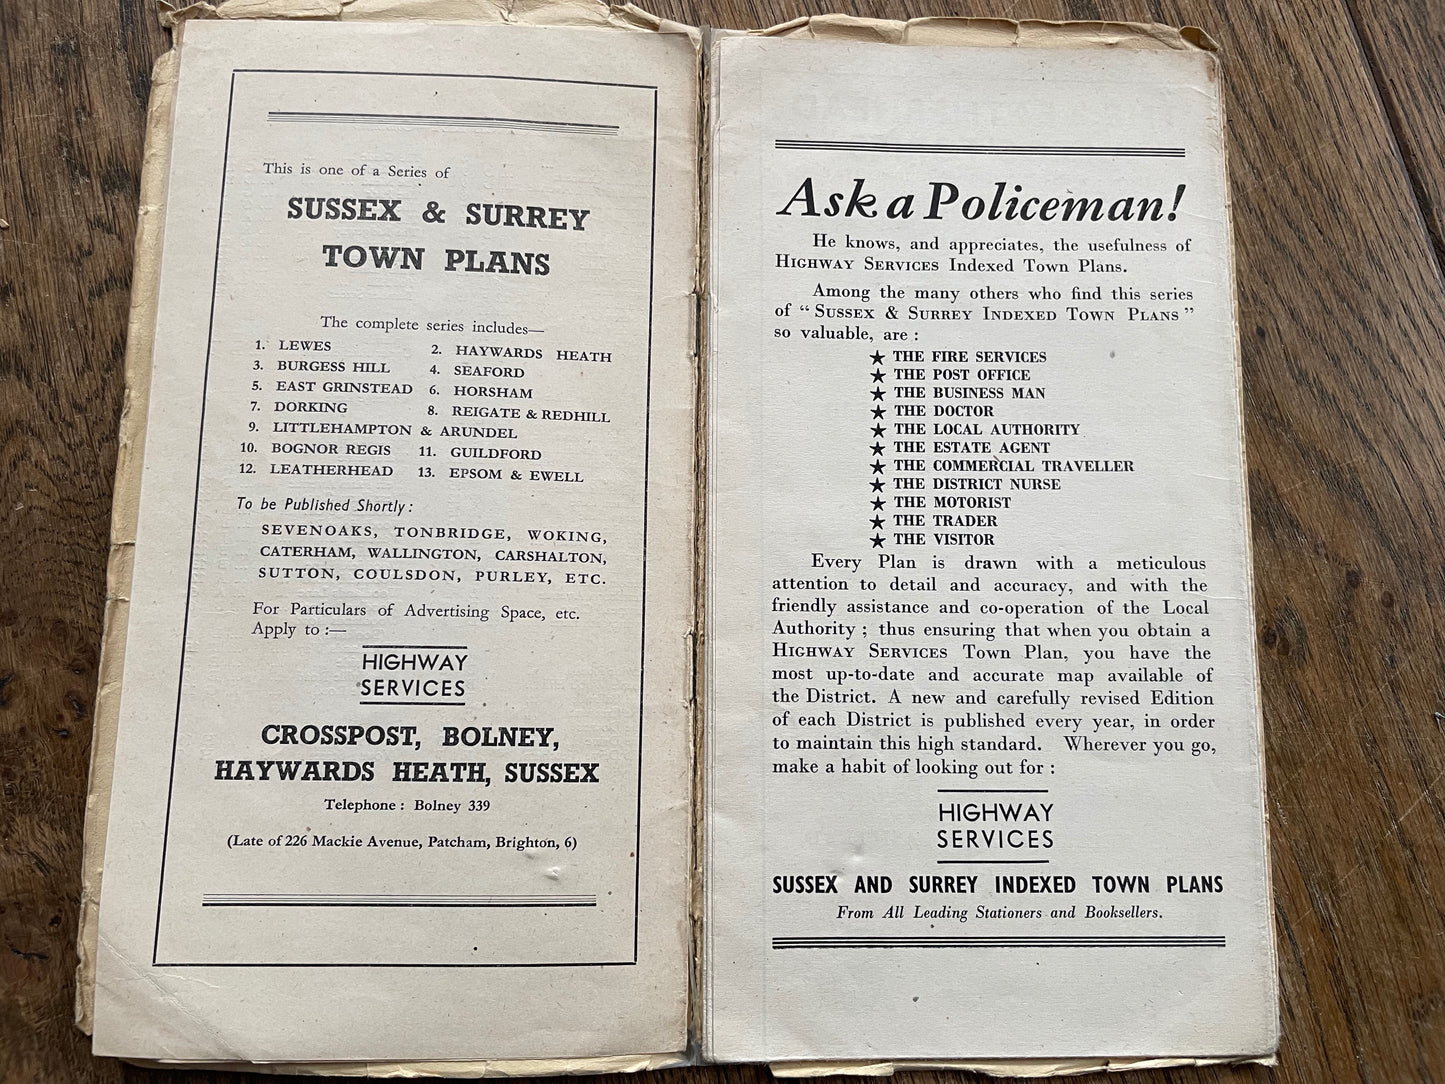 This is one of a Series of
SUSSEX & SURREY
TOWN PLANS
The complete series includes—
1. LEWES 2. HAYWARDS HEATH
3. BURGESS HILL 4. SEAFORD
5. EAST GRINSTEAD 6. HORSHAM
7. DORKING 8. REIGATE & REDHILL
9. LITTLEHAMPTON & ARUNDEL
10. BOGNOR REGIS 11. GUILDFORD
12. LEATHERHEAD 13. EPSOM & EWELL
To be Published Shortly:
SEVENOAKS, TONBRIDGE, WOKING,
CATERHAM, WALLINGTON, CARSHALTON,
SUTTON, COULSDON, PURLEY, ETC.
For Particulars of Advertising Space, etc.
Apply to :—
HIGHWAY
SERVICES
CROSSPOST, BOLNEY,
HAYWARDS HEATH, SUSSEX
Telephone : Bolney 339
(Late of 226 Mackie Avenue, Patcham, Brighton, 6)
Ask a Policeman!
He knows, and appreciates, the usefulness of
HIGHWAY SERVICES Indexed Town Plans.
Among the many others who find this series
of “ SUSSEX & SURREY INDEXED TOWN PLANS ”
so valuable, are :
★ THE FIRE SERVICES
★ THE POST OFFICE
★ THE BUSINESS MAN
★ THE DOCTOR
★ THE LOCAL AUTHORITY
★ THE ESTATE AGENT
★ THE COMMERCIAL TRAVELLER
★ THE DISTRICT NURSE
★ THE MOTORIST
★ THE TRADER
★ THE VISITOR
Every Plan is drawn with a meticulous
attention to detail and accuracy, and with the
friendly assistance and co-operation of the Local
Authority ; thus ensuring that when you obtain a
HIGHWAY SERVICES Town Plan, you have the
most up-to-date and accurate map available of
the District. A new and carefully revised Edition
of each District is published every year, in order
to maintain this high standard. Wherever you go,
make a habit of looking out for :
HIGHWAY
SERVICES
SUSSEX AND SURREY INDEXED TOWN PLANS
From All Leading Stationers and Booksellers.